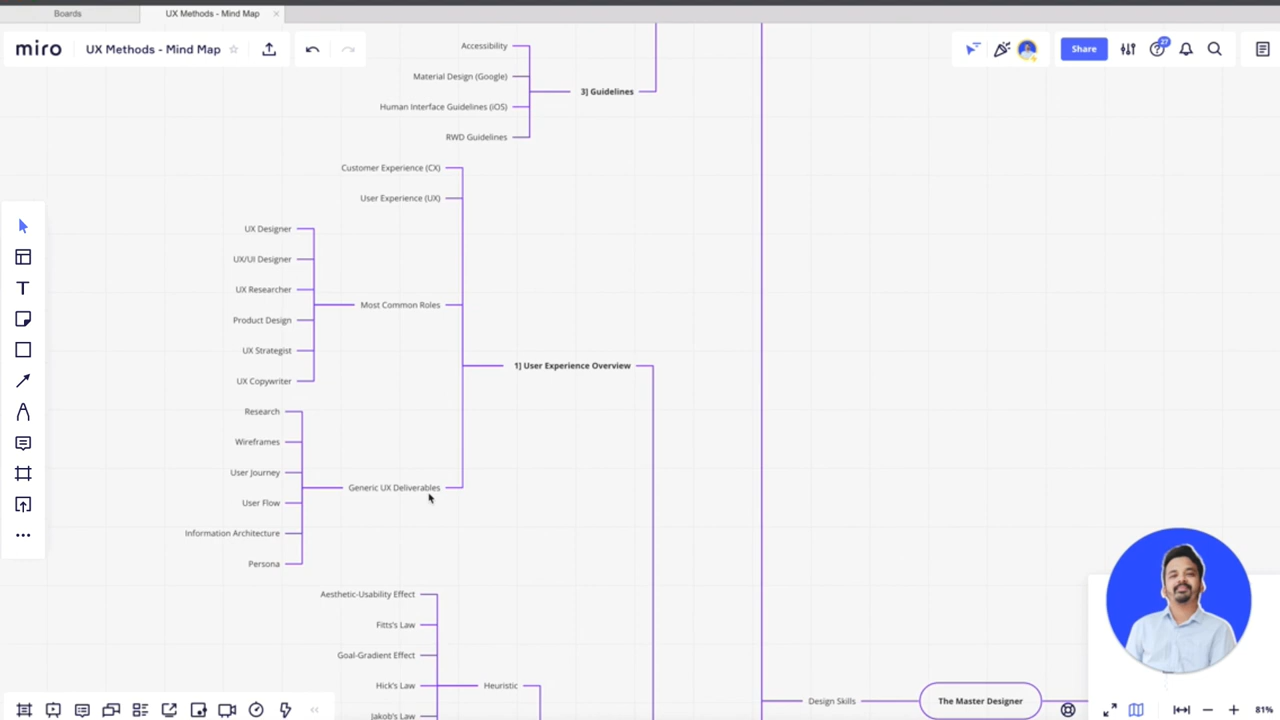 Boards
UX Methods - Mind Map
miro
UX Methods - Mind Map
Share
27
Accessibility
Material Design (Google)
Human Interface Guidelines (iOS)
RWD Guidelines
3] Guidelines
Customer Experience (CX)
User Experience (UX)
UX Designer
UX/UI Designer
UX Researcher
Product Design
UX Strategist
UX Copywriter
Most Common Roles
1] User Experience Overview
Research
Wireframes
User Journey
User Flow
Information Architecture
Persona
Generic UX Deliverables
Aesthetic-Usability Effect
Fitts's Law
Goal-Gradient Effect
Hick's Law
Jakob's Law
Heuristic
Design Skills
The Master Designer
81%